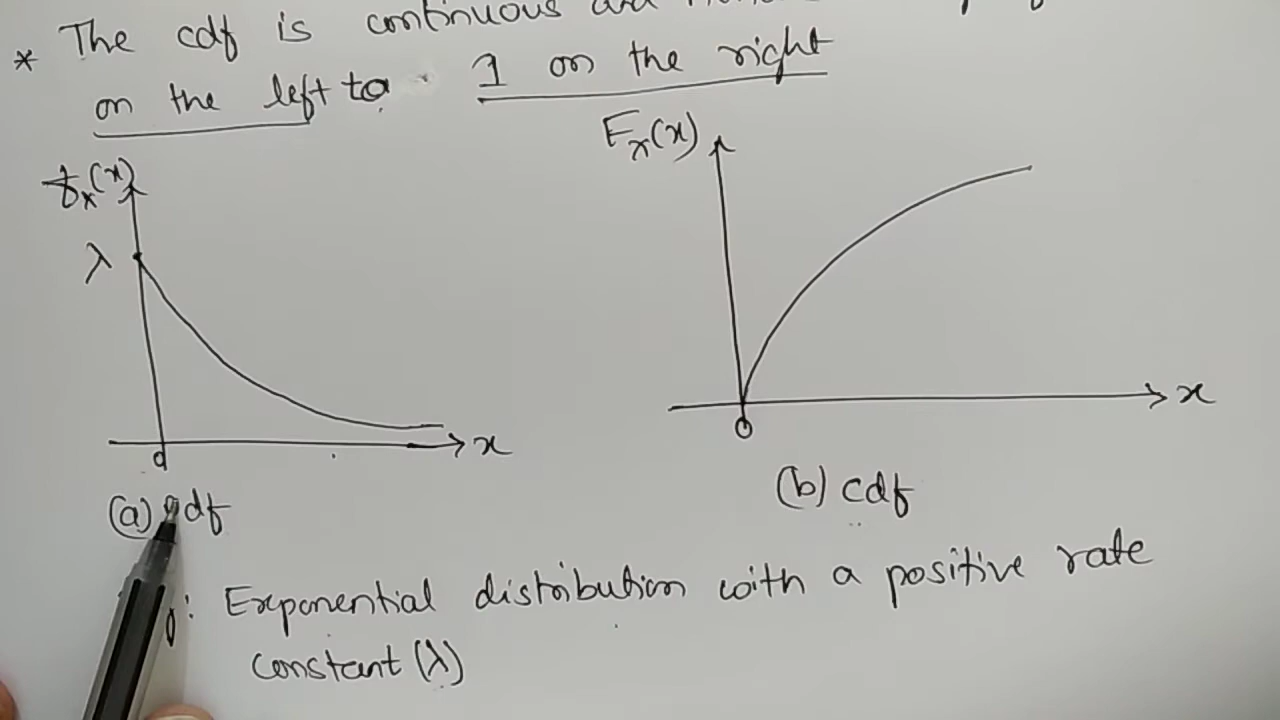 * The cdf is continuous and
on the left to 1 on the right
fx(x)
λ
0
x
(a) pdf
Fx(x)
0
x
(b) cdf
: Exponential distribution with a positive rate
constant (λ)